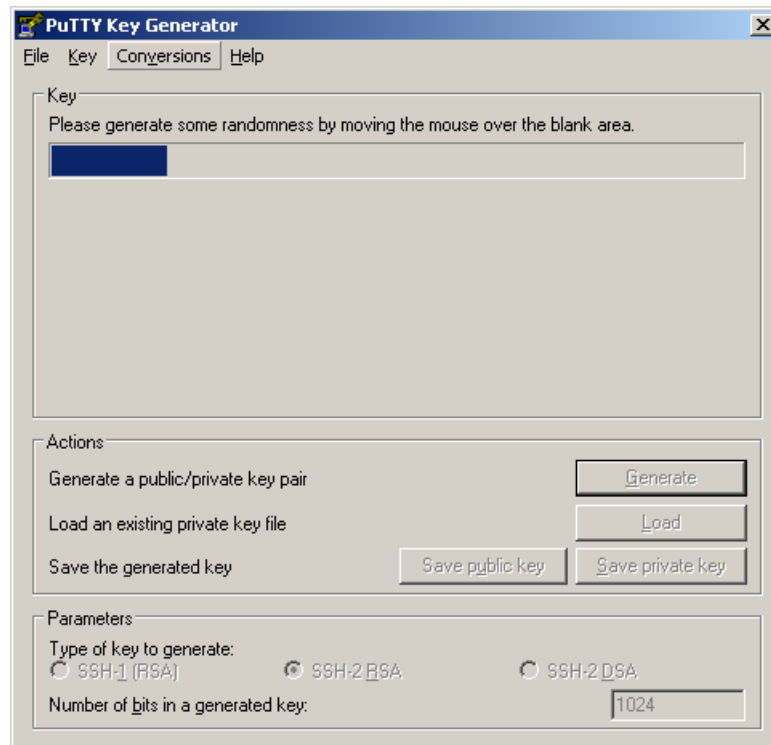 PuTTY Key Generator
File Key Conversions Help
Key
Please generate some randomness by moving the mouse over the blank area.
Actions
Generate a public/private key pair
Generate
Load an existing private key file
Load
Save the generated key
Save public key
Save private key
Parameters
Type of key to generate:
SSH-1 (RSA) SSH-2 RSA SSH-2 DSA
Number of bits in a generated key:
1024